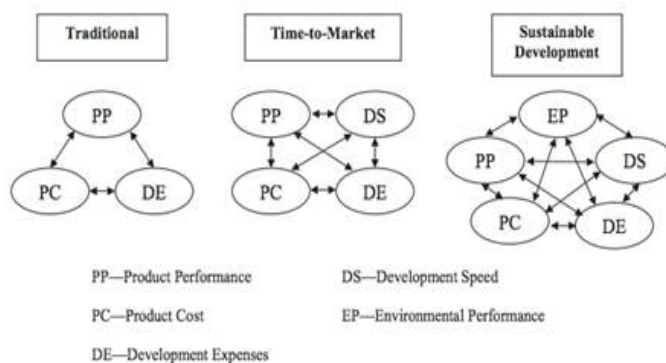 Traditional
Time-to-Market
Sustainable
Development
PP
PC
DE
PP
DS
PC
DE
EP
PP
DS
PC
DE
PP—Product Performance
DS—Development Speed
PC—Product Cost
EP—Environmental Performance
DE—Development Expenses